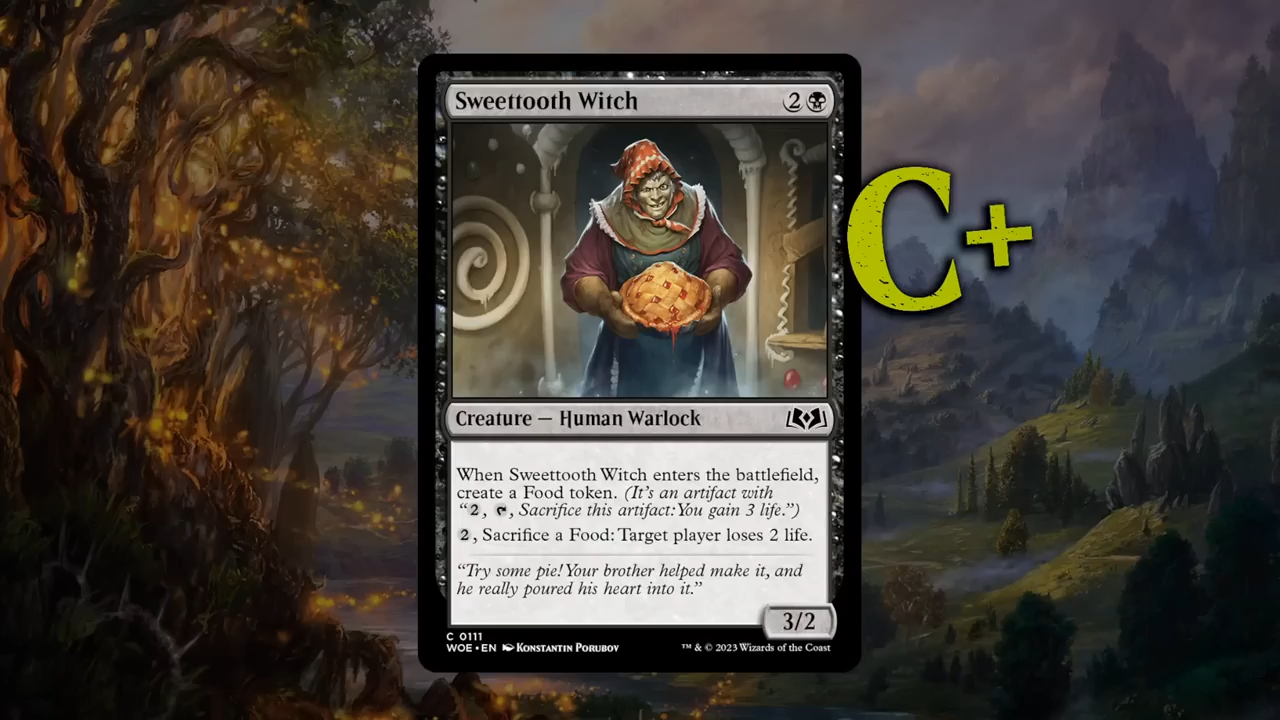 Sweettooth Witch 2
C+
Creature — Human Warlock
When Sweettooth Witch enters the battlefield,
create a Food token. (It's an artifact with
“2, , Sacrifice this artifact: You gain 3 life.”)
2, Sacrifice a Food: Target player loses 2 life.
“Try some pie! Your brother helped make it, and
he really poured his heart into it.”
3/2
C 0111
WOE • EN Konstantin Porubov
™ & © 2023 Wizards of the Coast